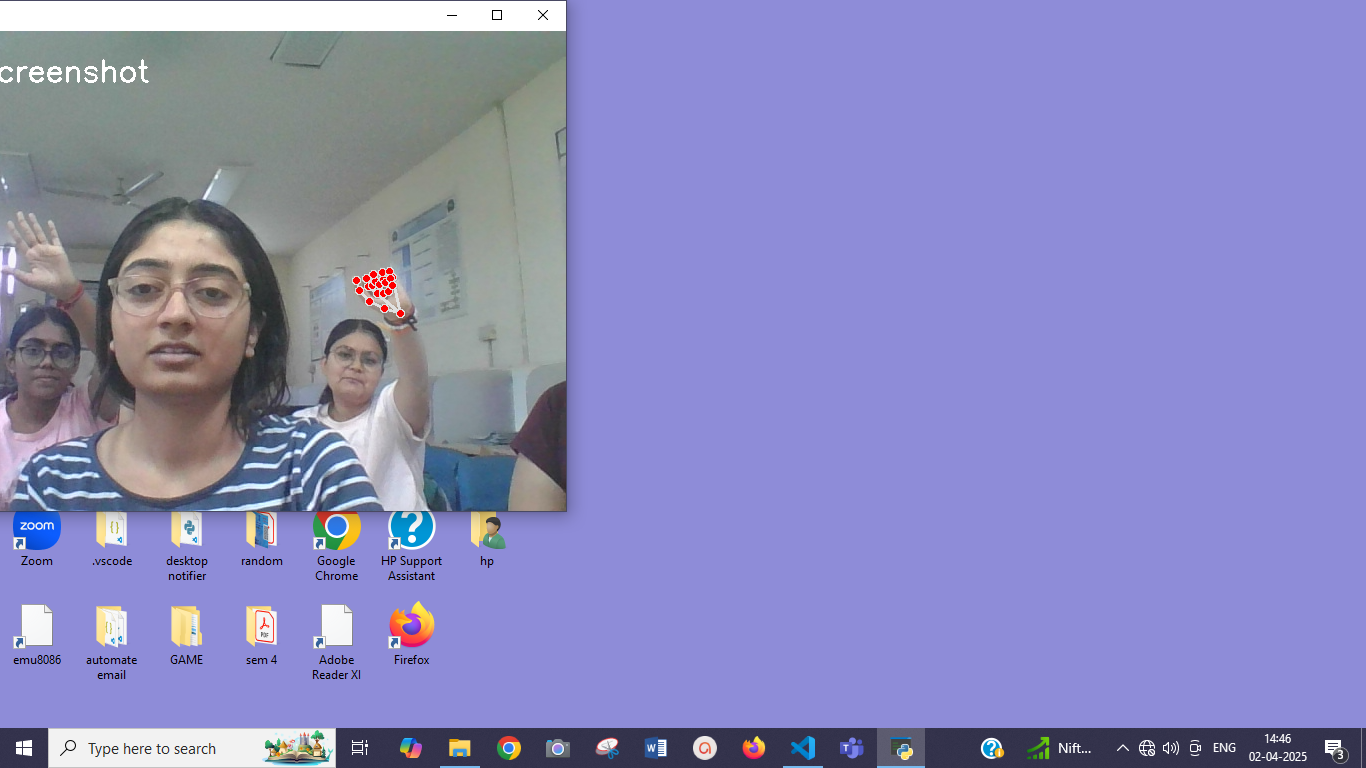 creenshot
zoom
Zoom
.vscode
desktop
notifier
random
Google
Chrome
HP Support
Assistant
hp
emu8086
automate
email
GAME
PDF
sem 4
Adobe
Reader XI
Firefox
Type here to search
Nift...
ENG
14:46
02-04-2025
3